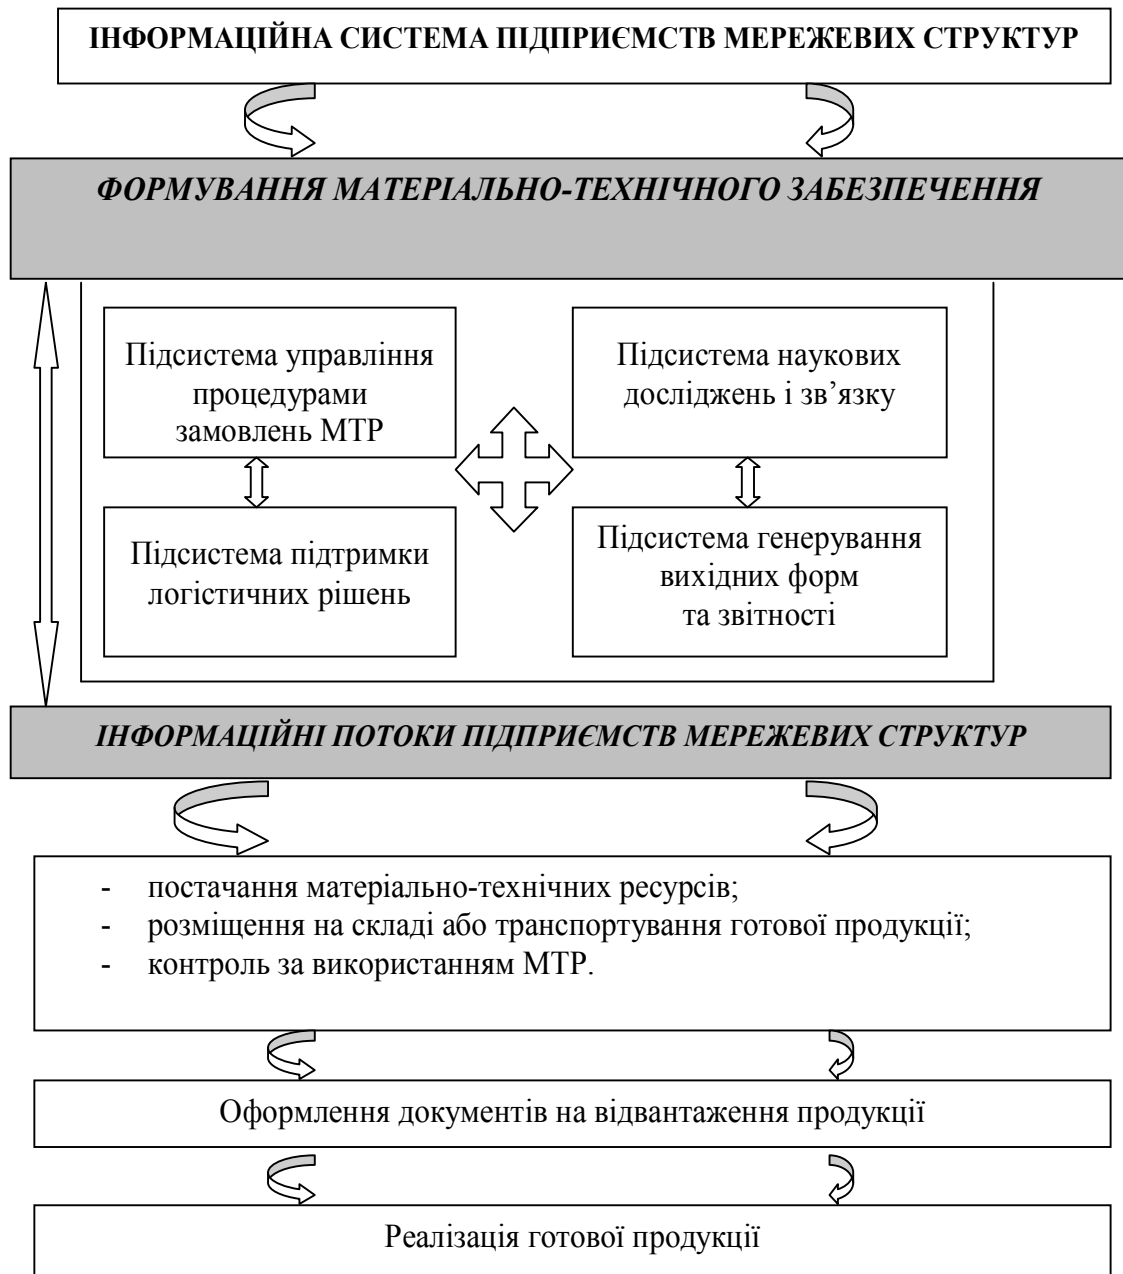 ІНФОРМАЦІЙНА СИСТЕМА ПІДПРИЄМСТВ МЕРЕЖЕВИХ СТРУКТУР
ФОРМУВАННЯ МАТЕРІАЛЬНО-ТЕХНІЧНОГО ЗАБЕЗПЕЧЕННЯ
Підсистема управління
процедурами
замовлень МТР
Підсистема наукових
досліджень і зв’язку
Підсистема підтримки
логістичних рішень
Підсистема генерування
вихідних форм
та звітності
ІНФОРМАЦІЙНІ ПОТОКИ ПІДПРИЄМСТВ МЕРЕЖЕВИХ СТРУКТУР
- постачання матеріально-технічних ресурсів;
- розміщення на складі або транспортування готової продукції;
- контроль за використанням МТР.
Оформлення документів на відвантаження продукції
Реалізація готової продукції